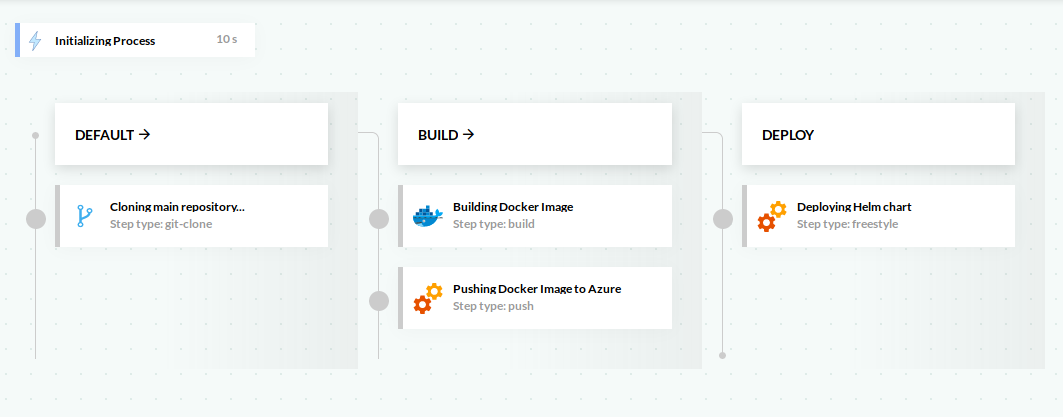 Initializing Process 10 s
DEFAULT →
Cloning main repository...
Step type: git-clone
BUILD →
Building Docker Image
Step type: build
Pushing Docker Image to Azure
Step type: push
DEPLOY
Deploying Helm chart
Step type: freestyle